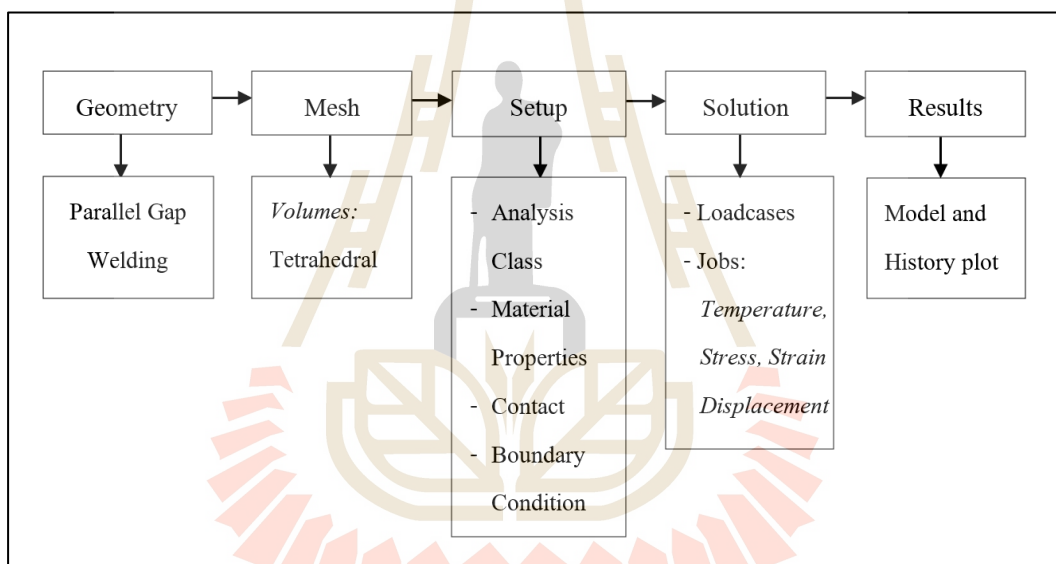 Geometry
Mesh
Setup
Solution
Results
Parallel Gap
Welding
Volumes:
Tetrahedral
- Analysis
Class
- Material
Properties
- Contact
- Boundary
Condition
- Loadcases
- Jobs:
Temperature,
Stress, Strain
Displacement
Model and
History plot